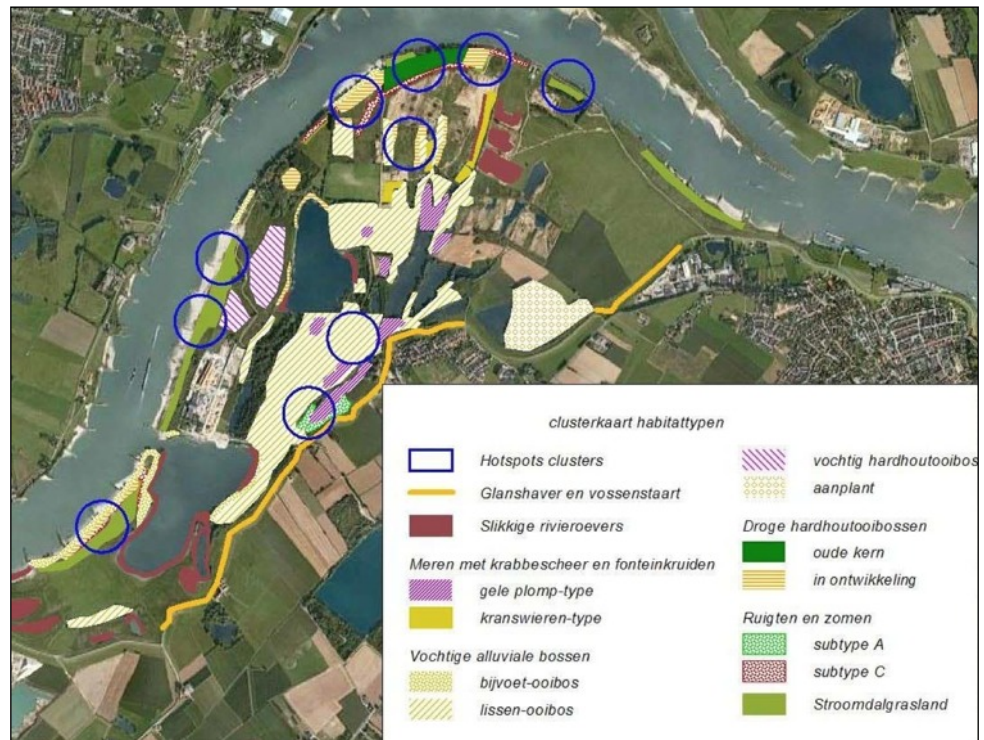 clusterkaart habitattypen
Hotspots clusters
Glanshaver en vossenstaart
Slikkige rivieroevers
Meren met krabbescheer en fonteinkruiden
gele plomp-type
kranswieren-type
Vochtige alluviale bossen
bijvoet-ooibos
lissen-ooibos
vochtig hardhoutooibos
aanplant
Droge hardhoutooibossen
oude kern
in ontwikkeling
Ruigten en zomen
subtype A
subtype C
Stroomdalgrasland